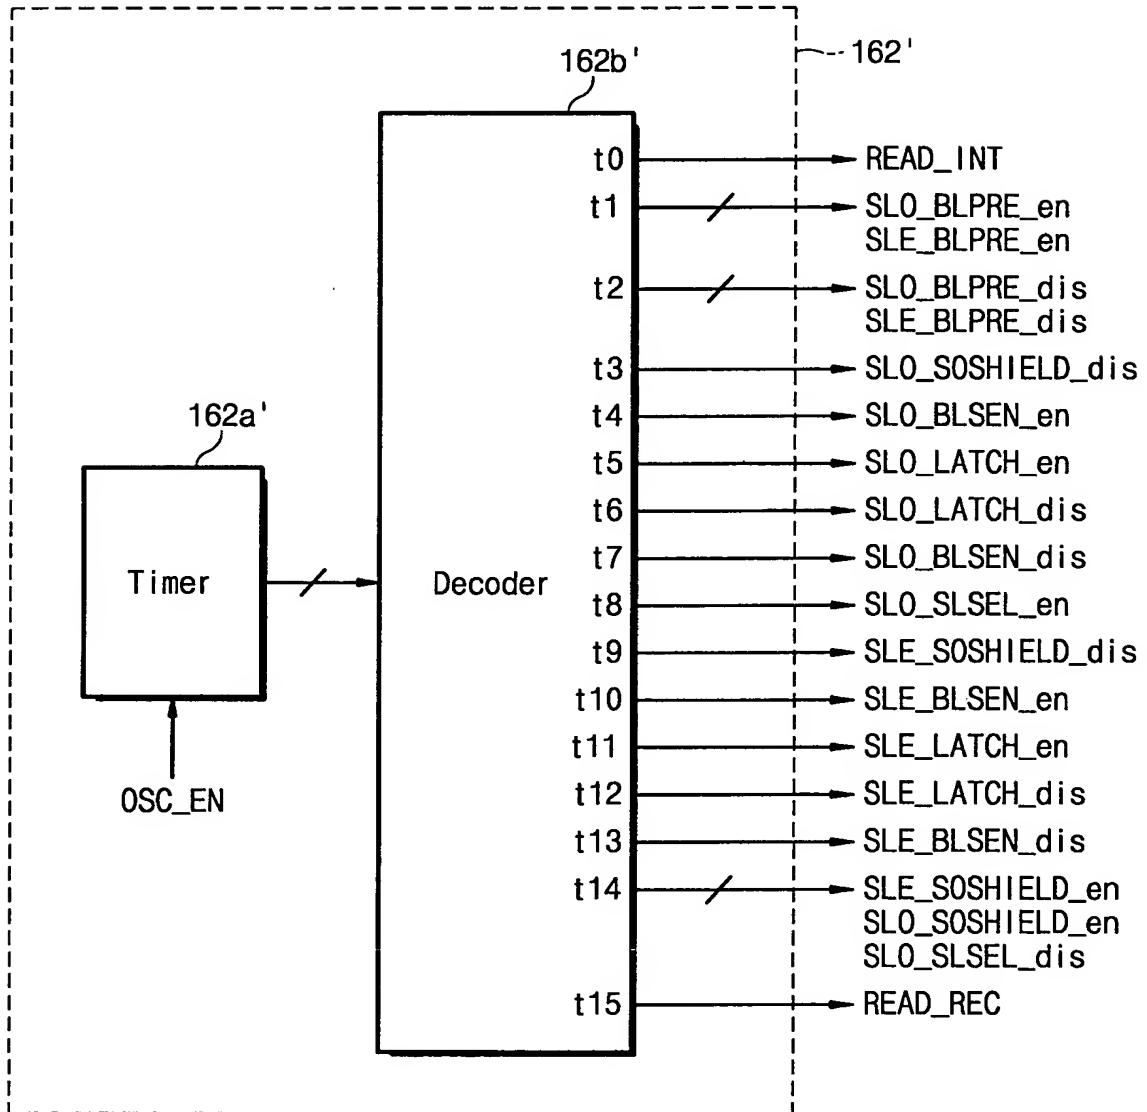 162'
162b'
t0 READ_INT
t1 SLO_BLPRE_en
SLE_BLPRE_en
t2 SLO_BLPRE_dis
SLE_BLPRE_dis
t3 SLO_SOSHIELD_dis
162a'
t4 SLO_BLSEN_en
t5 SLO_LATCH_en
t6 SLO_LATCH_dis
t7 SLO_BLSEN_dis
Timer
Decoder
t8 SLO_SLSEL_en
t9 SLE_SOSHIELD_dis
t10 SLE_BLSEN_en
t11 SLE_LATCH_en
OSC_EN
t12 SLE_LATCH_dis
t13 SLE_BLSEN_dis
t14 SLE_SOSHIELD_en
SLO_SOSHIELD_en
SLO_SLSEL_dis
t15 READ_REC